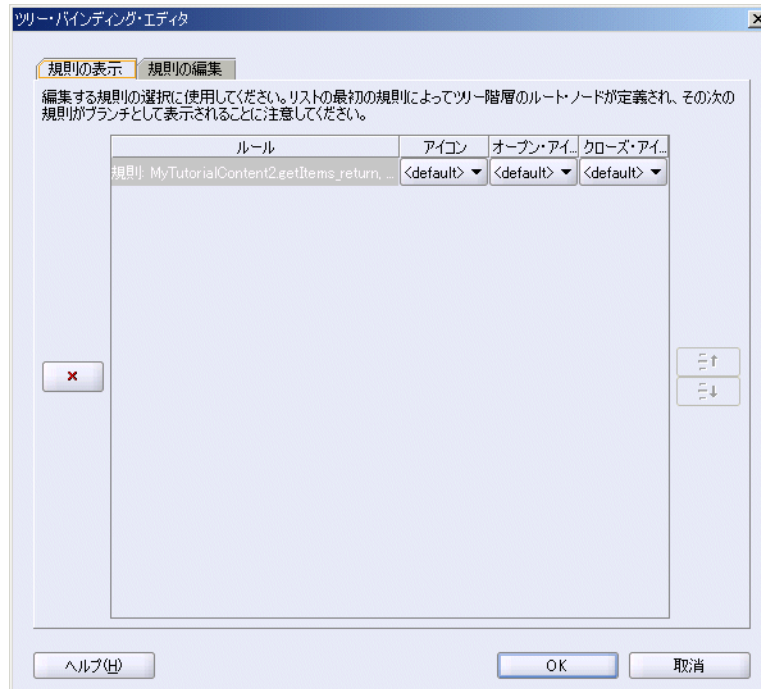 ツリー・バインディング・エディタ
規則の表示 規則の編集
編集する規則の選択に使用してください。リストの最初の規則によってツリー階層のルート・ノードが定義され、その次の
規則がブランチとして表示されることに注意してください。
ルール アイコン オープン・アイ... クローズ・アイ...
規則: MyTutorialContent2.getItems_return, ... <default> <default> <default>
ヘルプ(H) OK 取消